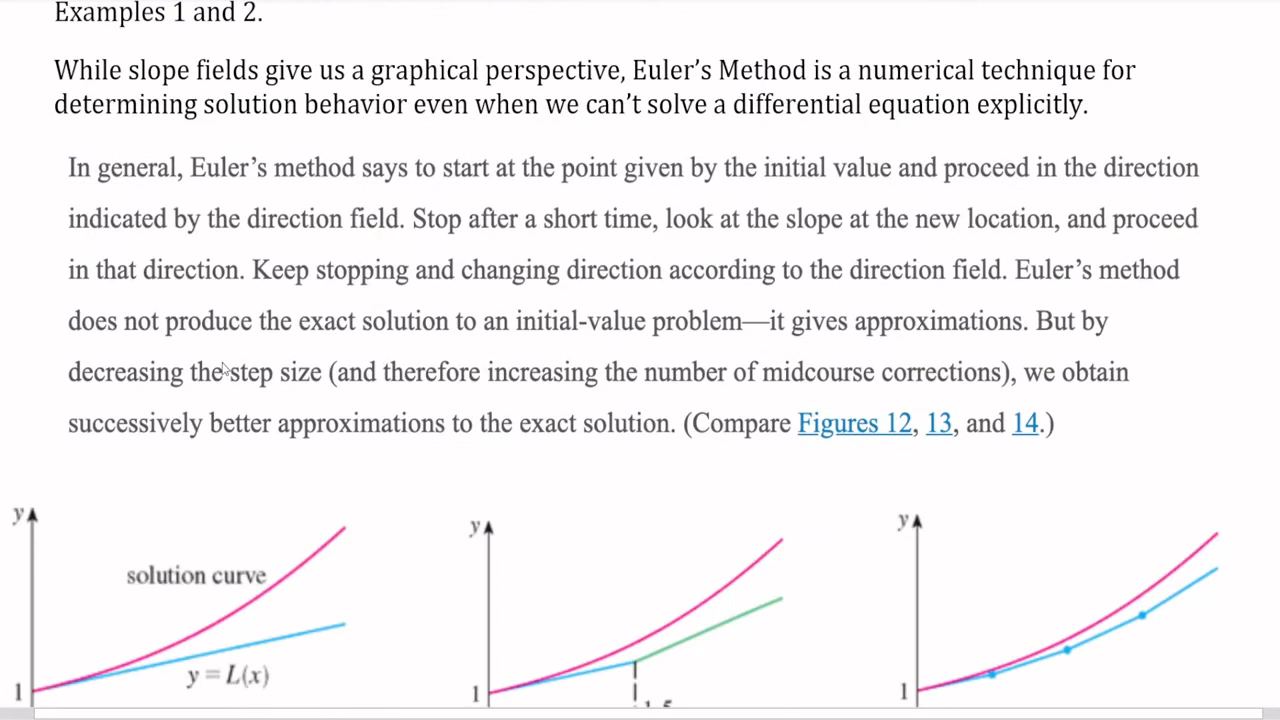 Examples 1 and 2.
While slope fields give us a graphical perspective, Euler’s Method is a numerical technique for
determining solution behavior even when we can’t solve a differential equation explicitly.
In general, Euler’s method says to start at the point given by the initial value and proceed in the direction
indicated by the direction field. Stop after a short time, look at the slope at the new location, and proceed
in that direction. Keep stopping and changing direction according to the direction field. Euler’s method
does not produce the exact solution to an initial-value problem—it gives approximations. But by
decreasing the step size (and therefore increasing the number of midcourse corrections), we obtain
successively better approximations to the exact solution. (Compare Figures 12, 13, and 14.)
y
solution curve
y = L(x)
1
y
1
y
1